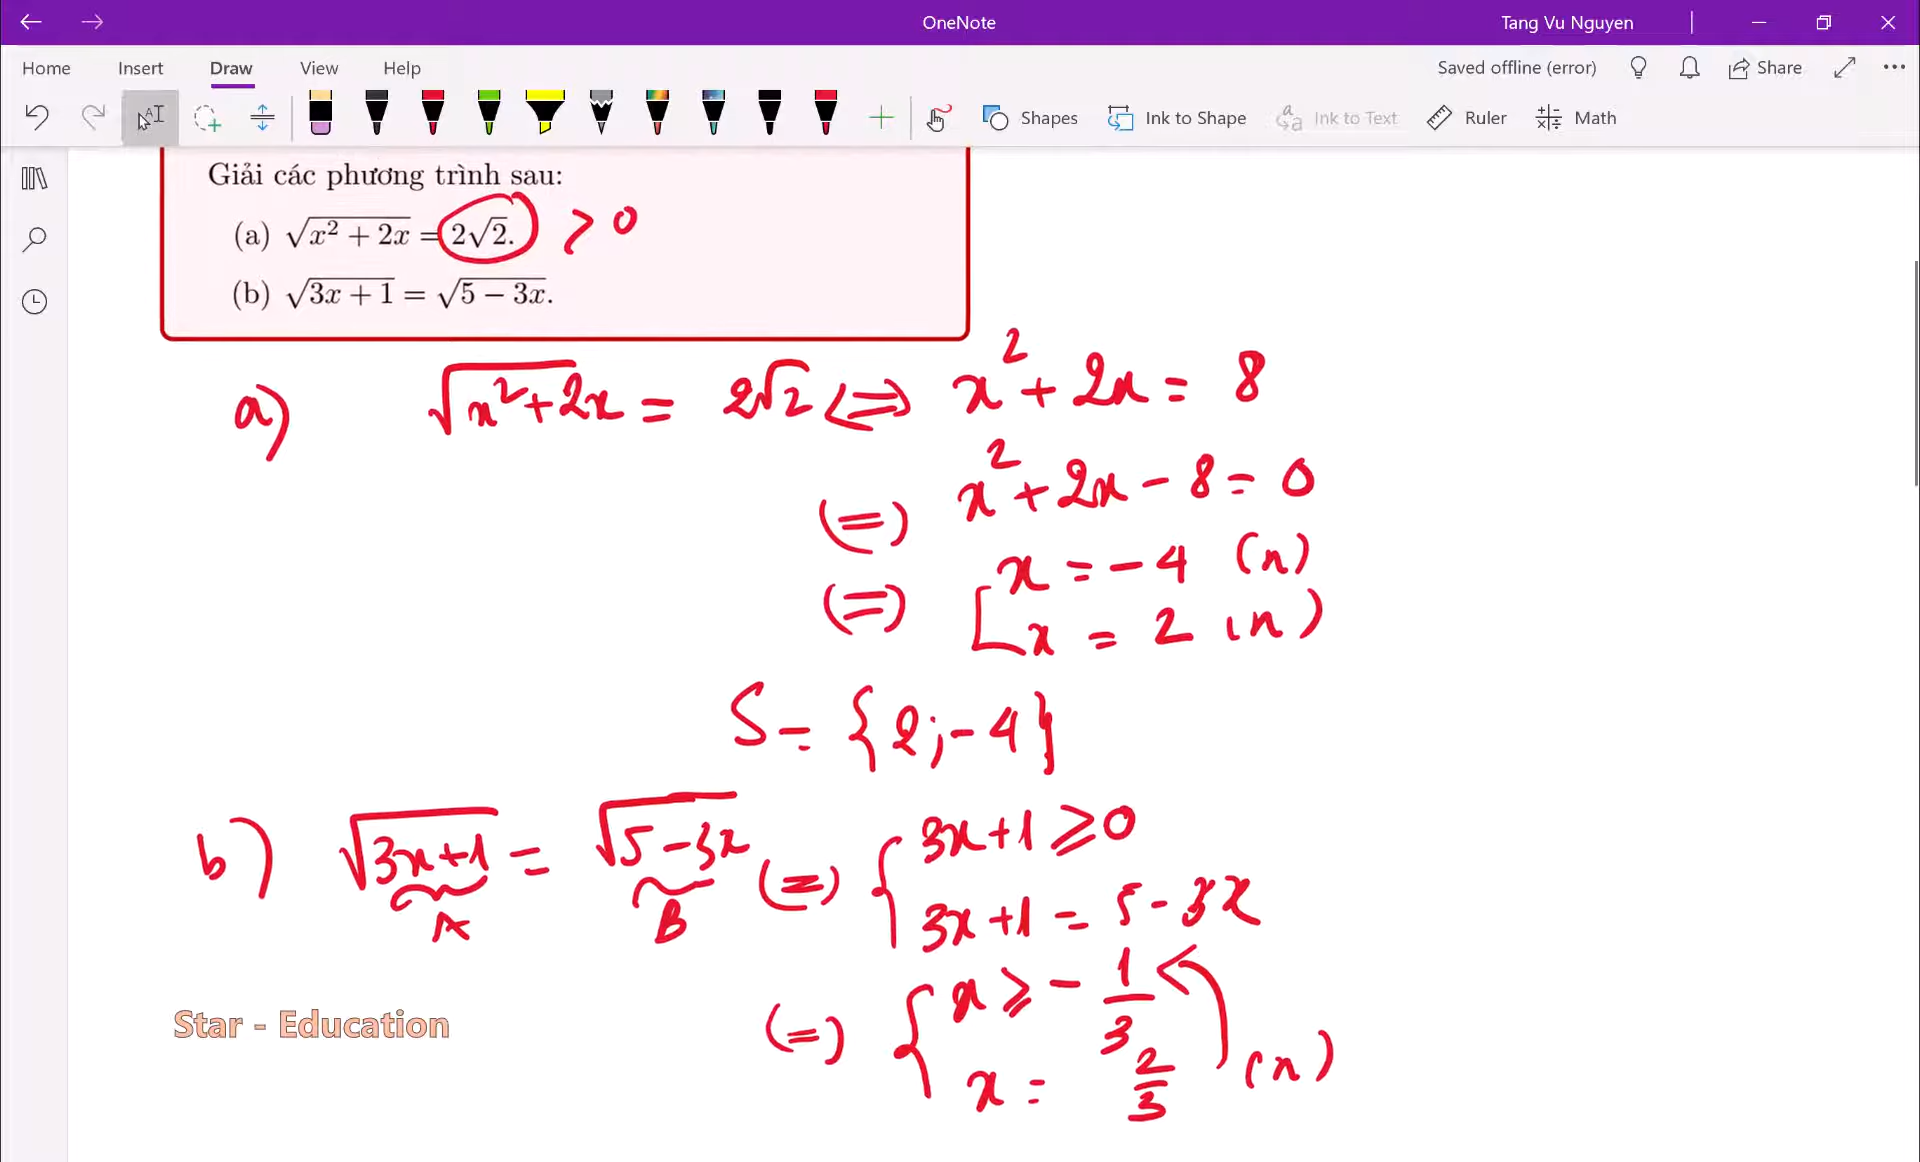 OneNote
Tang Vu Nguyen
Home Insert Draw View Help
Saved offline (error) Share
Shapes Ink to Shape Ink to Text Ruler Math
Giải các phương trình sau:
(a) √(x² + 2x) = 2√2. > 0
(b) √(3x + 1) = √(5 − 3x).
a) √(x² + 2x) = 2√2 <=> x² + 2x = 8
(=) x² + 2x - 8 = 0
(=) [ x = -4 (n)
x = 2 (n)
S = {2; -4}
b) √(3x+1) = √(5-3x) (=) { 3x+1 ≥ 0
A B
3x+1 = 5-3x
(=) { x ≥ -1/3
x = 2/3 (n)
Star - Education